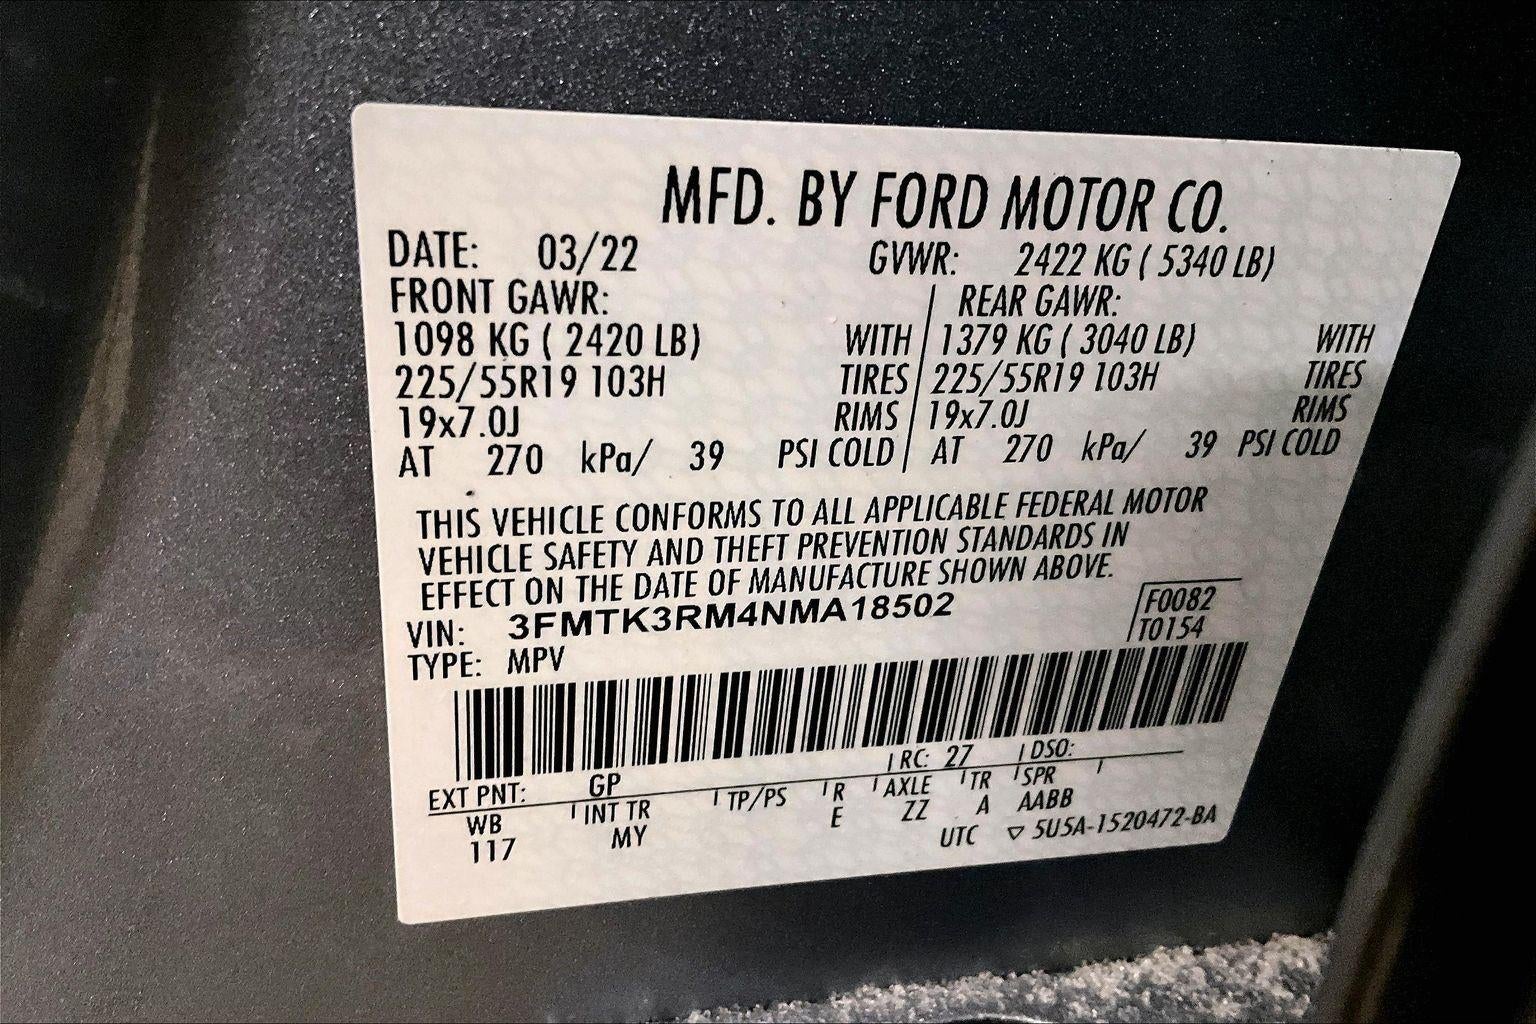 MFD. BY FORD MOTOR CO.
DATE: 03/22 GVWR: 2422 KG ( 5340 LB)
FRONT GAWR: REAR GAWR:
1098 KG ( 2420 LB) WITH 1379 KG ( 3040 LB) WITH
225/55R19 103H TIRES 225/55R19 103H TIRES
19x7.0J RIMS 19x7.0J RIMS
AT 270 kPa/ 39 PSI COLD AT 270 kPa/ 39 PSI COLD
THIS VEHICLE CONFORMS TO ALL APPLICABLE FEDERAL MOTOR
VEHICLE SAFETY AND THEFT PREVENTION STANDARDS IN
EFFECT ON THE DATE OF MANUFACTURE SHOWN ABOVE.
VIN: 3FMTK3RM4NMA18502 F0082
TYPE: MPV T0154
EXT PNT: GP RC: 27 DSO:
WB INT TR TP/PS R AXLE TR SPR
117 MY E ZZ A AABB
UTC ▽ 5U5A-1520472-BA